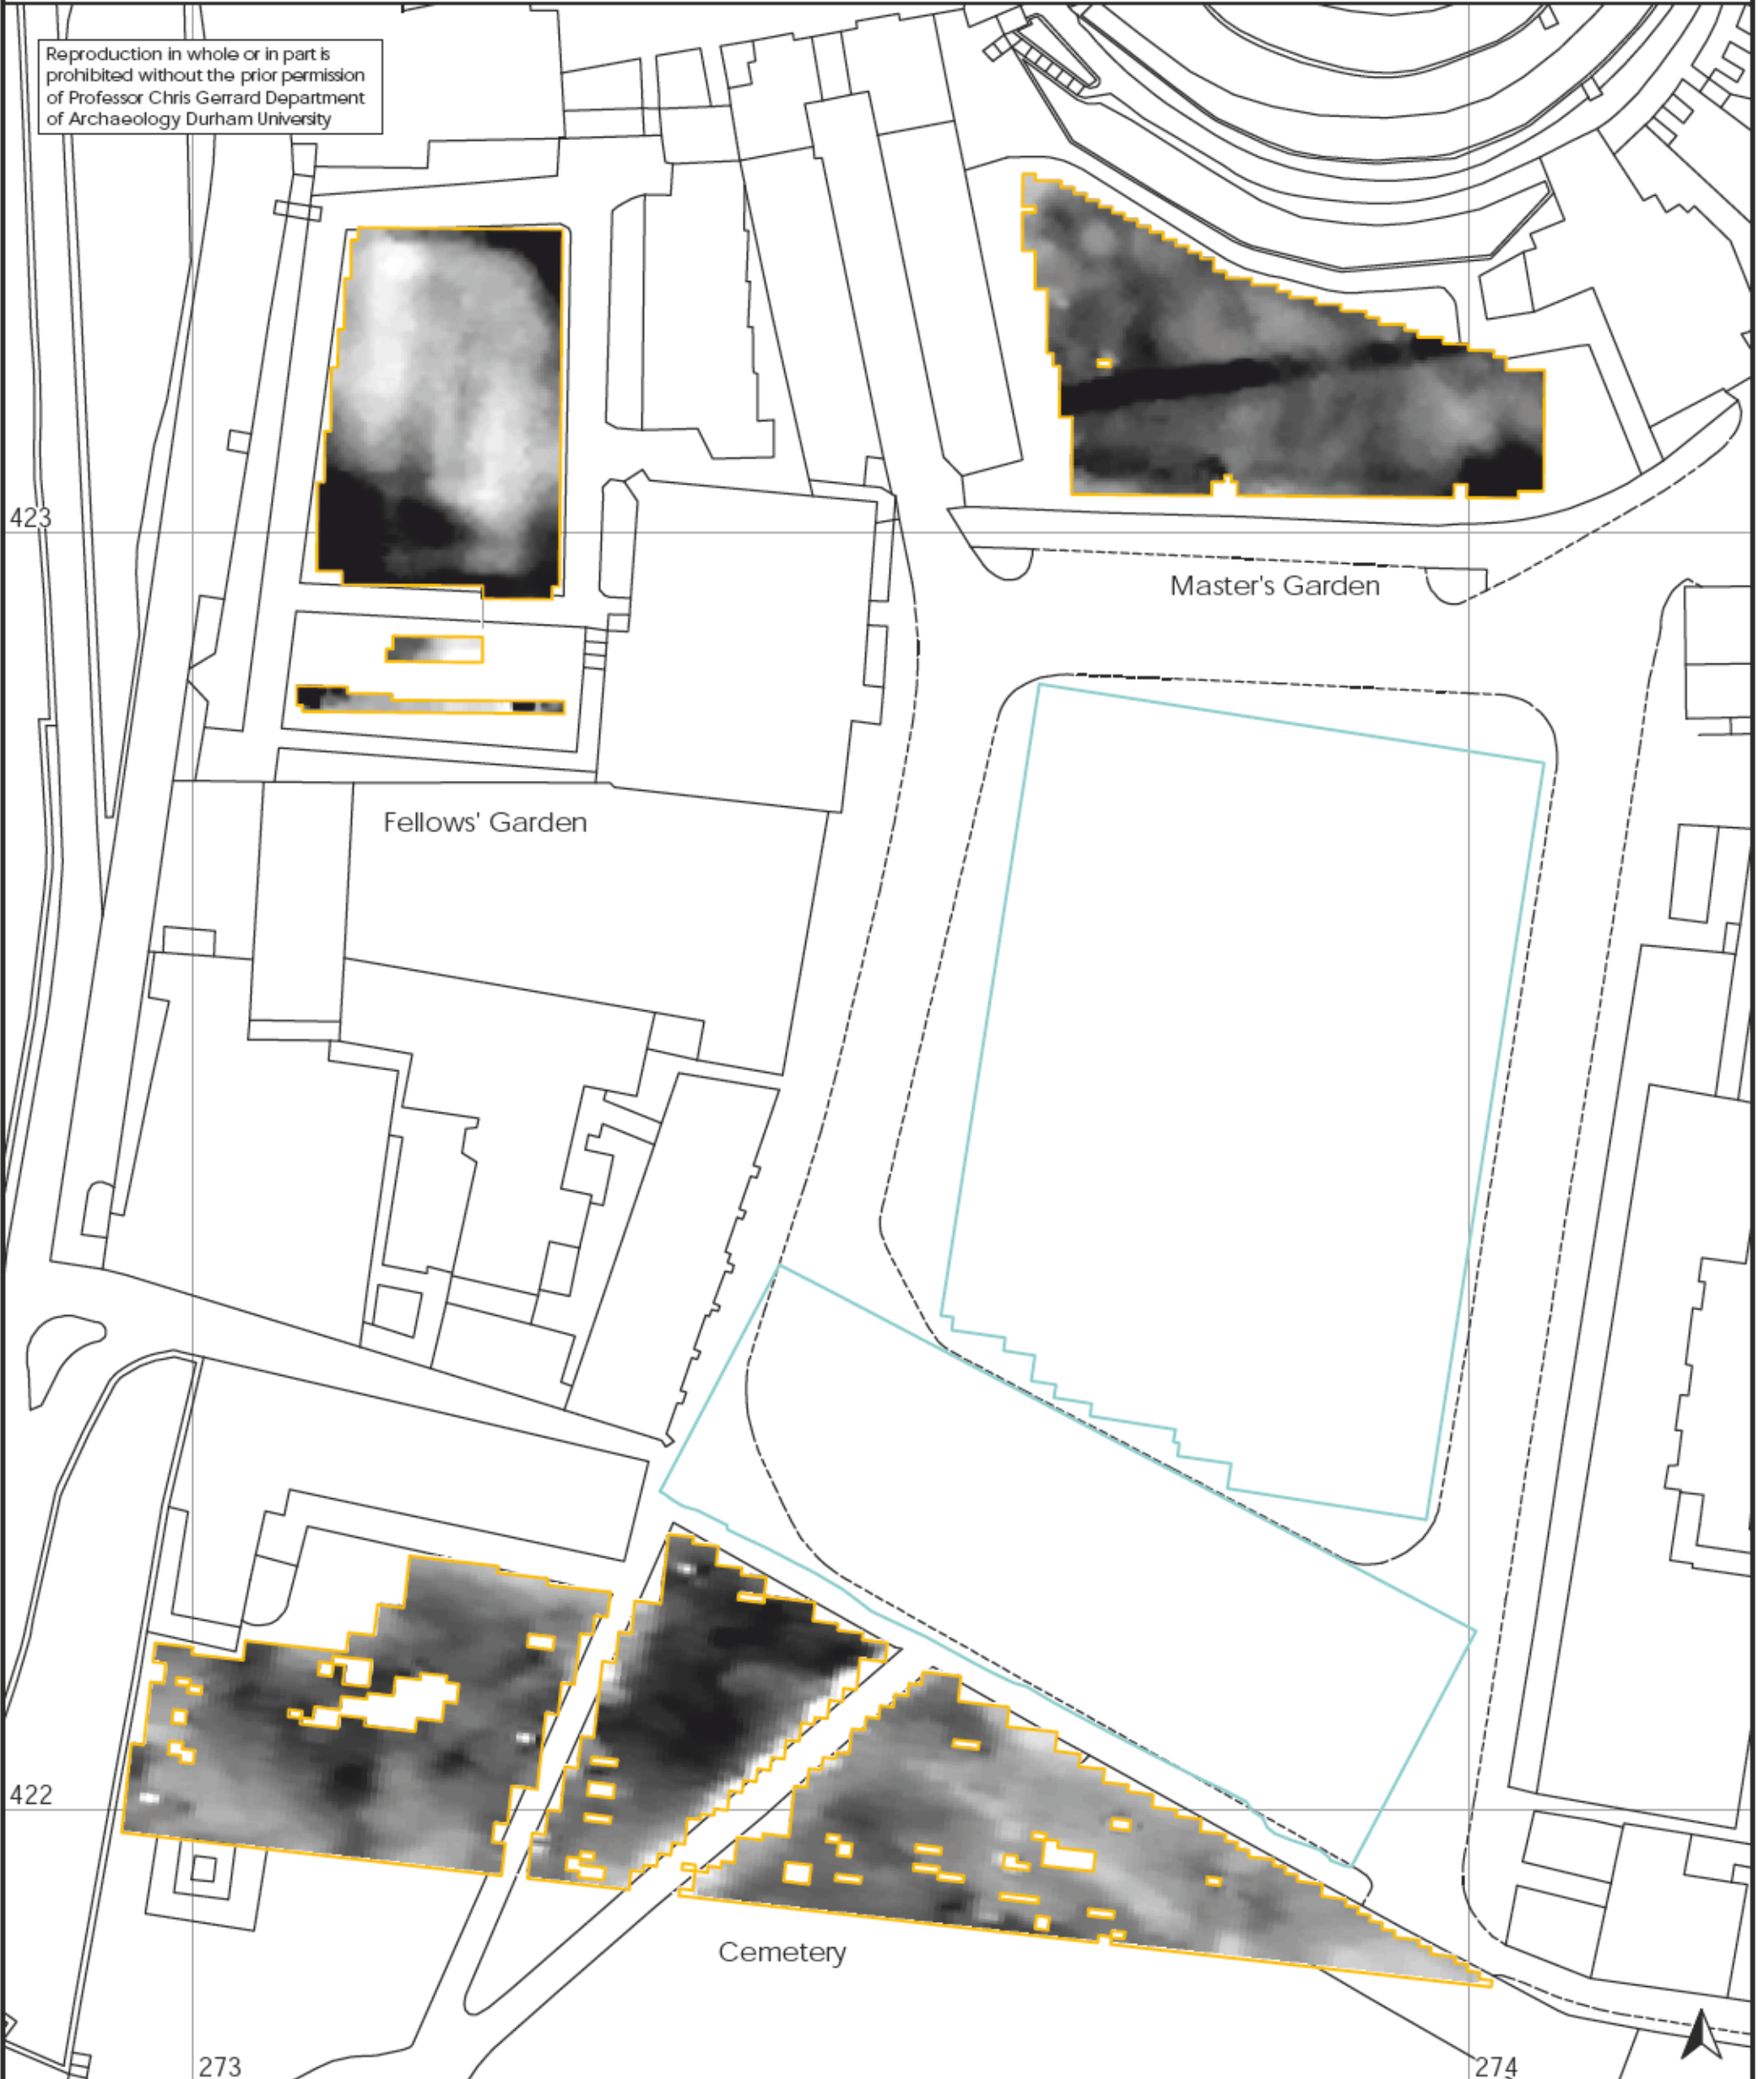 Reproduction in whole or in part is
prohibited without the prior permission
of Professor Chris Gerrard Department
of Archaeology Durham University
423
Master's Garden
Fellows' Garden
422
Cemetery
273
274